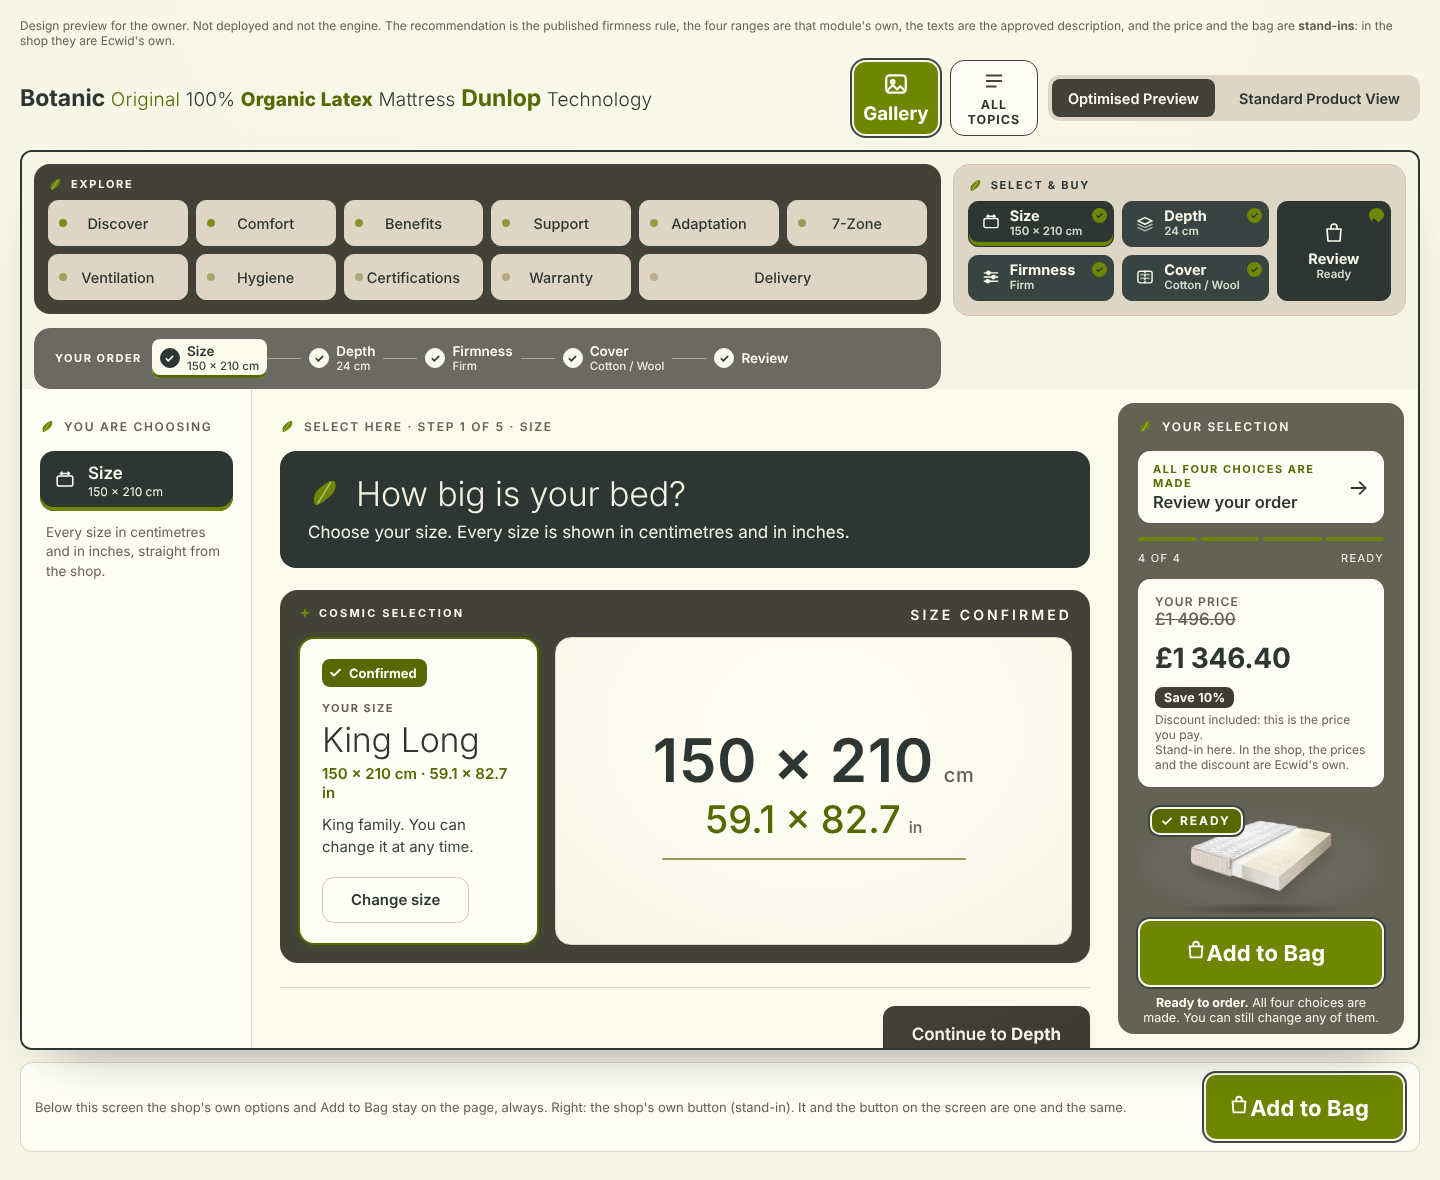 Design preview for the owner. Not deployed and not the engine. The recommendation is the published firmness rule, the four ranges are that module's own, the texts are the approved description, and the price and the bag are stand-ins: in the
shop they are Ecwid's own.
Botanic Original 100% Organic Latex Mattress Dunlop Technology
Gallery
ALL
TOPICS
Optimised Preview
Standard Product View
EXPLORE
Discover
Comfort
Benefits
Support
Adaptation
7-Zone
Ventilation
Hygiene
Certifications
Warranty
Delivery
SELECT & BUY
Size
150 × 210 cm
Depth
24 cm
Firmness
Firm
Cover
Cotton / Wool
Review
Ready
YOUR ORDER
Size
150 × 210 cm
Depth
24 cm
Firmness
Firm
Cover
Cotton / Wool
Review
YOU ARE CHOOSING
Size
150 × 210 cm
Every size in centimetres
and in inches, straight from
the shop.
SELECT HERE · STEP 1 OF 5 · SIZE
How big is your bed?
Choose your size. Every size is shown in centimetres and in inches.
COSMIC SELECTION
SIZE CONFIRMED
Confirmed
YOUR SIZE
King Long
150 × 210 cm · 59.1 × 82.7
in
King family. You can
change it at any time.
Change size
150 × 210 cm
59.1 × 82.7 in
Continue to Depth
YOUR SELECTION
ALL FOUR CHOICES ARE
MADE
Review your order
4 OF 4
READY
YOUR PRICE
£1 496.00
£1 346.40
Save 10%
Discount included: this is the price
you pay.
Stand-in here. In the shop, the prices
and the discount are Ecwid's own.
READY
Add to Bag
Ready to order. All four choices are
made. You can still change any of them.
Below this screen the shop's own options and Add to Bag stay on the page, always. Right: the shop's own button (stand-in). It and the button on the screen are one and the same.
Add to Bag